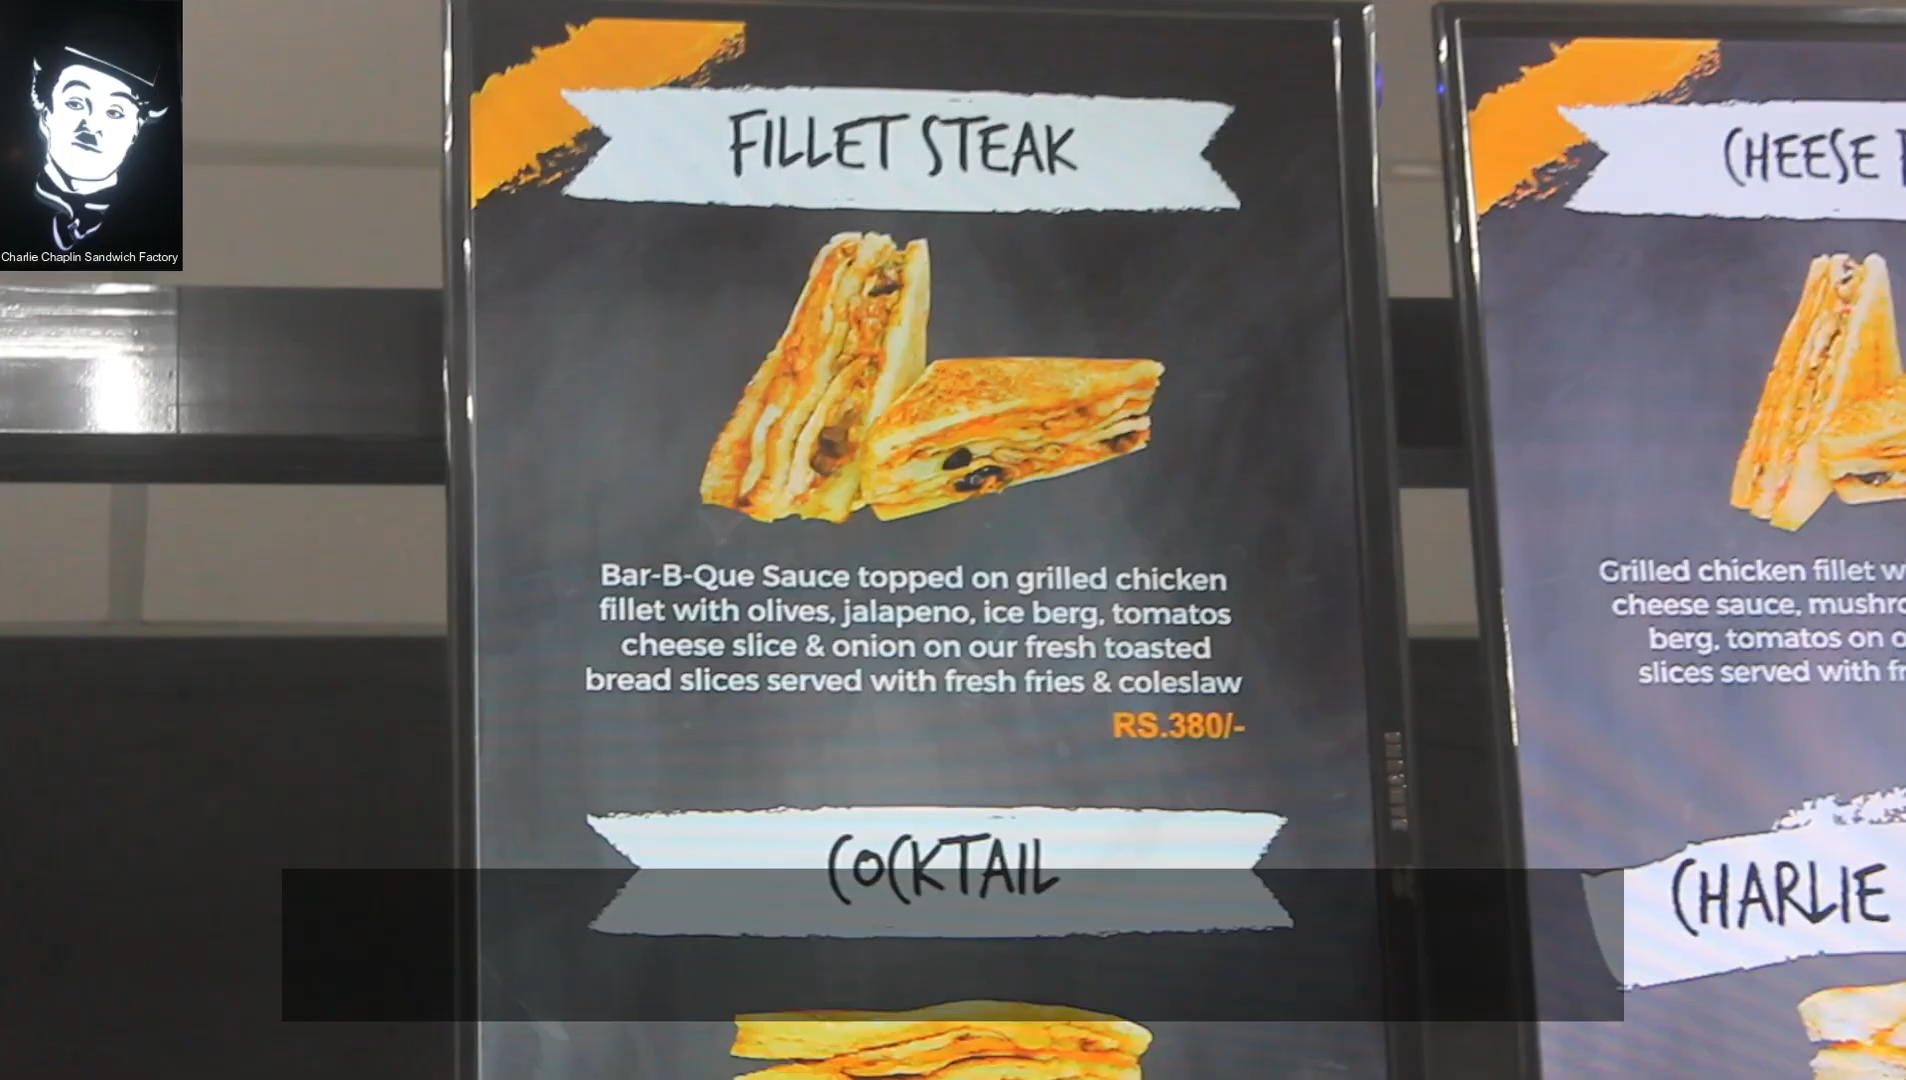 Charlie Chaplin Sandwich Factory
FILLET STEAK
Bar-B-Que Sauce topped on grilled chicken
fillet with olives, jalapeno, ice berg, tomatos
cheese slice & onion on our fresh toasted
bread slices served with fresh fries & coleslaw
RS.380/-
COCKTAIL
SAMSUNG
CHEESE
Grilled chicken fillet
cheese sauce,
berg, tomatos on
slices served with
CHARLIE